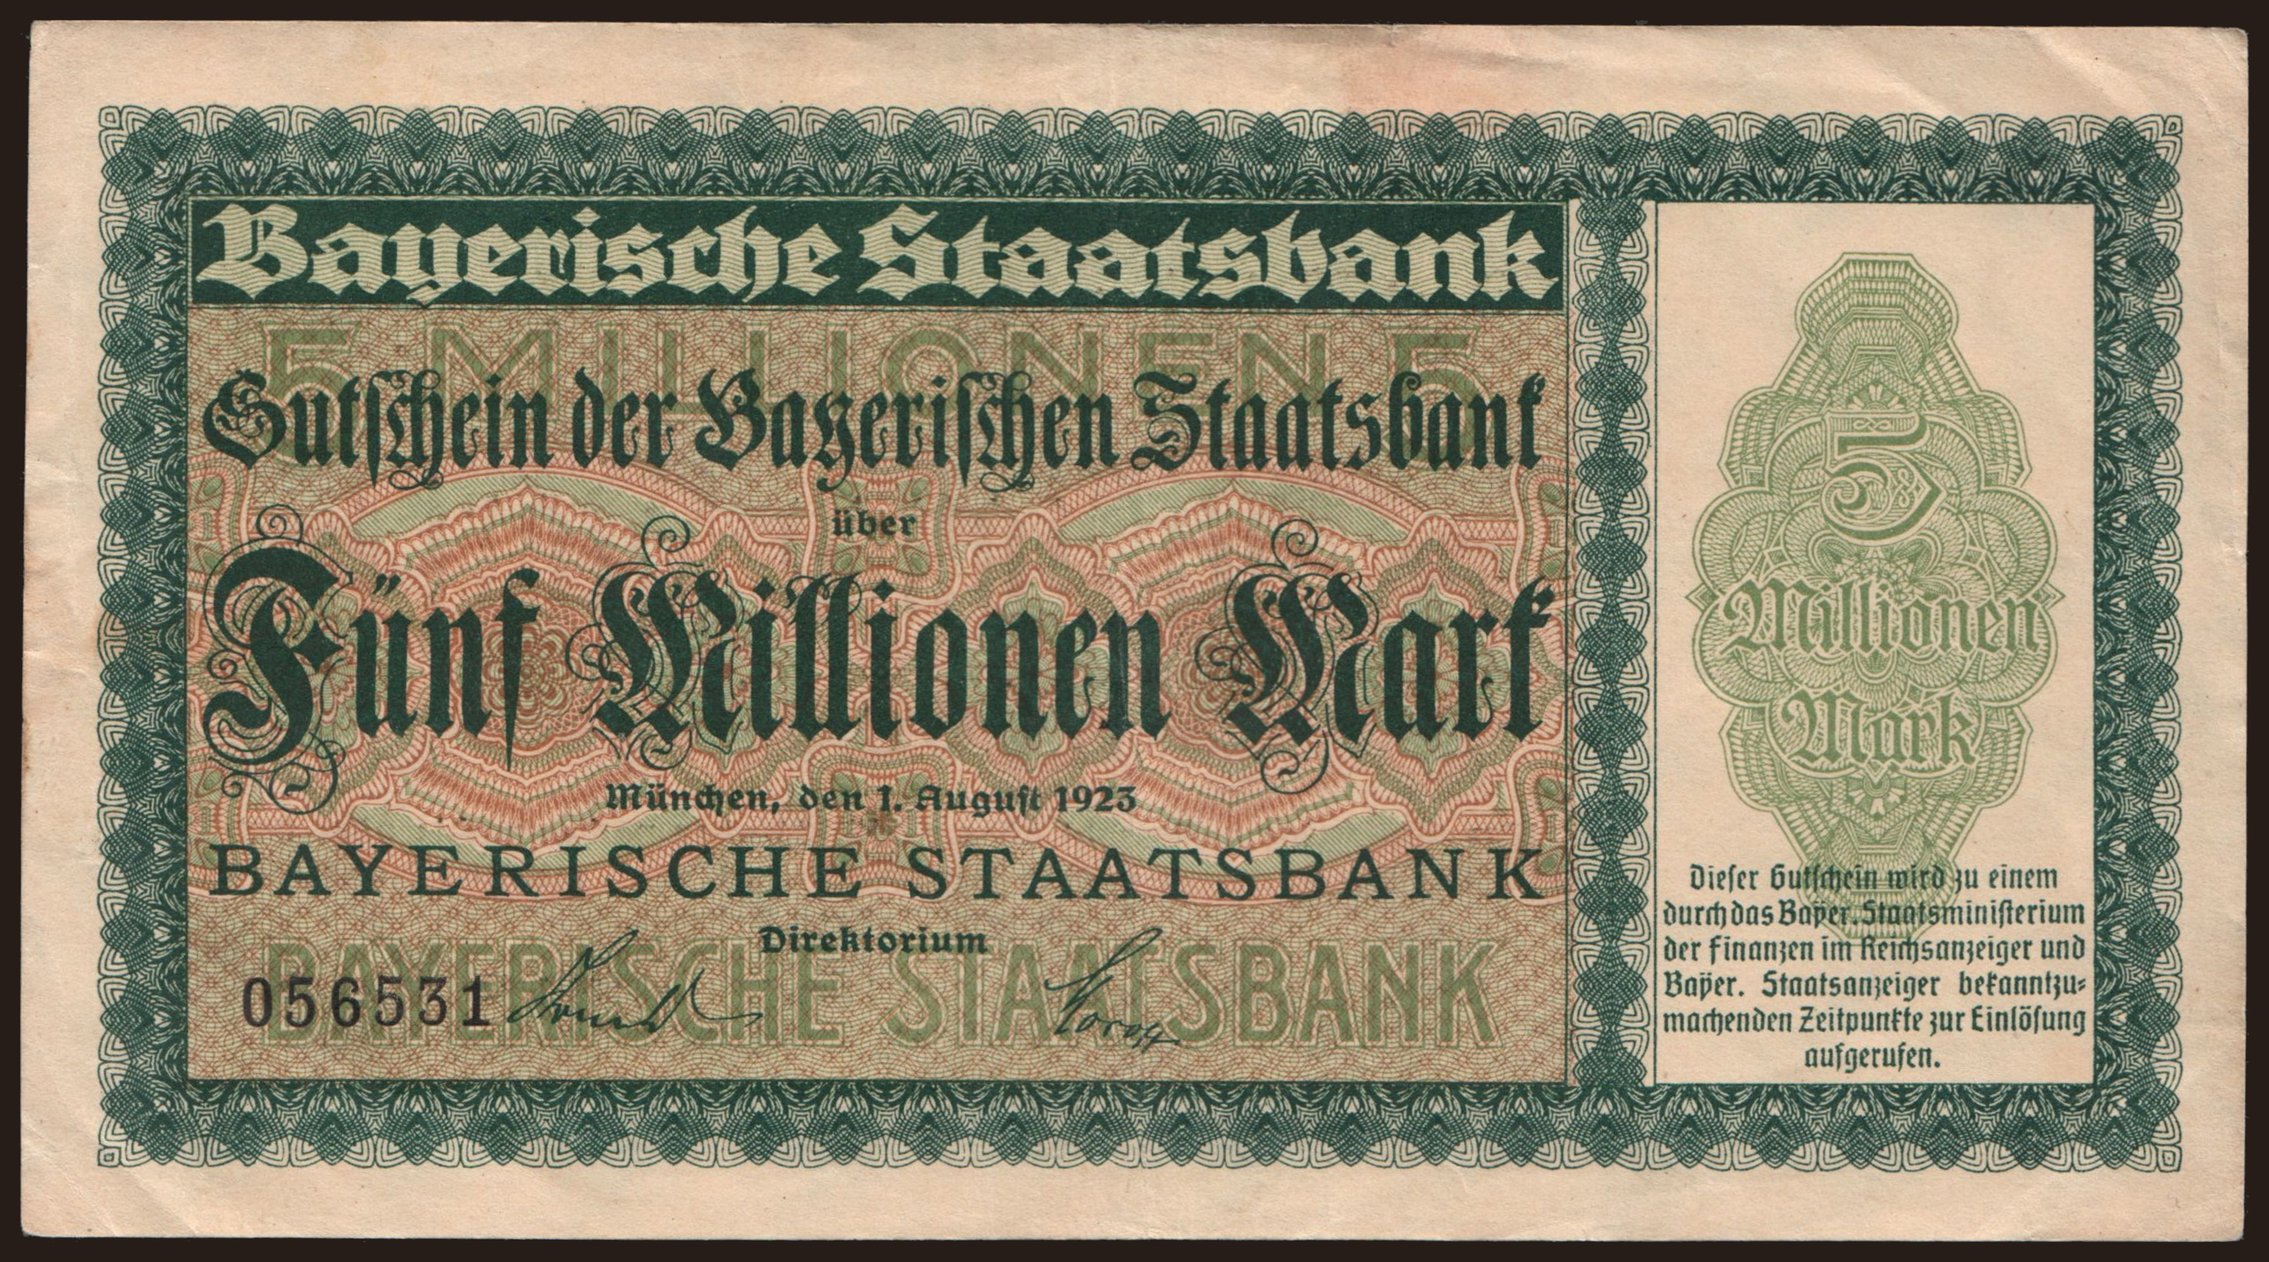 Bayerische Staatsbank
5 MILLIONEN 5
Gutschein der Bayerischen Staatsbank
über
Fünf Millionen Mark
München, den 1. August 1923
BAYERISCHE STAATSBANK
Direktorium
BAYERISCHE STAATSBANK
056531
5
Millionen
Mark
Dieser Gutschein wird zu einem
durch das Bayer. Staatsministerium
der Finanzen im Reichsanzeiger und
Bayer. Staatsanzeiger bekanntzu=
machenden Zeitpunkte zur Einlösung
aufgerufen.